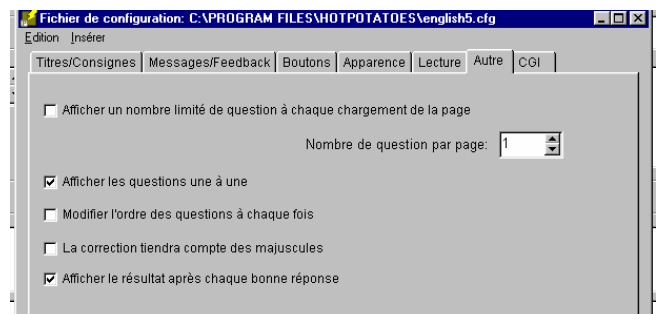 Fichier de configuration: C:\PROGRAM FILES\HOTPOTATOES\english5.cfg
Edition Insérer
Titres/Consignes Messages/Feedback Boutons Apparence Lecture Autre CGI
Afficher un nombre limité de question à chaque chargement de la page
Nombre de question par page: 1
Afficher les questions une à une
Modifier l'ordre des questions à chaque fois
La correction tiendra compte des majuscules
Afficher le résultat après chaque bonne réponse